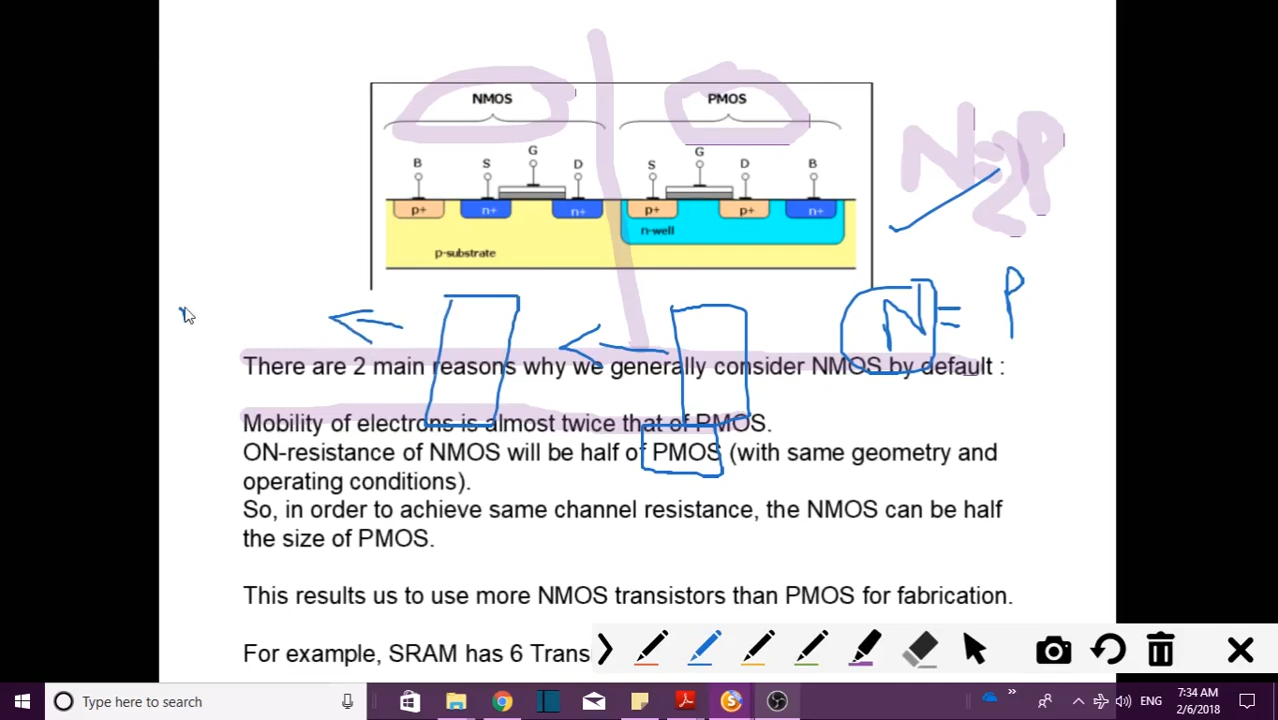 NMOS PMOS
B S G D S G D B
p+ n+ n+ p+ p+ n+
n-well
p-substrate
N=2P
N= P
There are 2 main reasons why we generally consider NMOS by default :
Mobility of electrons is almost twice that of PMOS.
ON-resistance of NMOS will be half of PMOS (with same geometry and
operating conditions).
So, in order to achieve same channel resistance, the NMOS can be half
the size of PMOS.
This results us to use more NMOS transistors than PMOS for fabrication.
For example, SRAM has 6 Trans
Type here to search
ENG
7:34 AM
2/6/2018